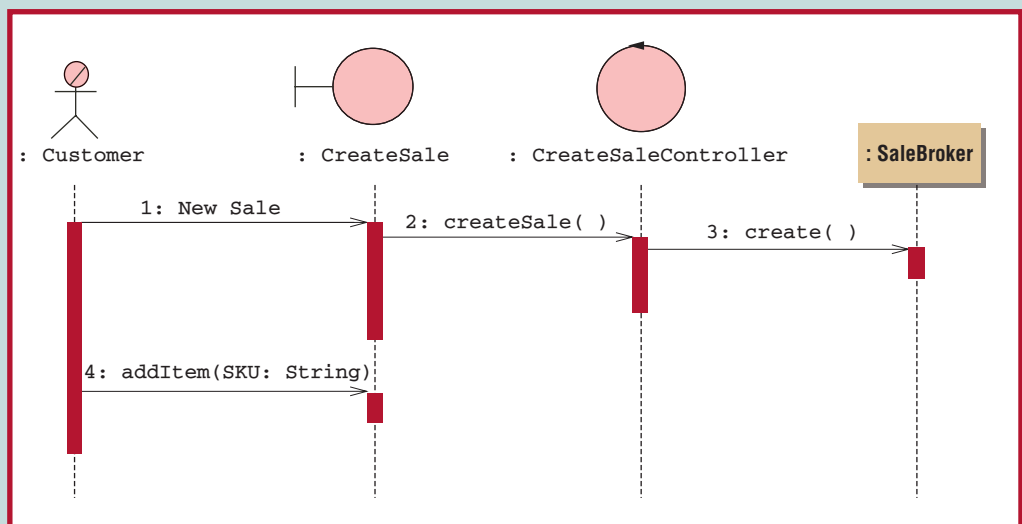 : Customer
: CreateSale
: CreateSaleController
: SaleBroker
1: New Sale
2: createSale( )
3: create( )
4: addItem(SKU: String)